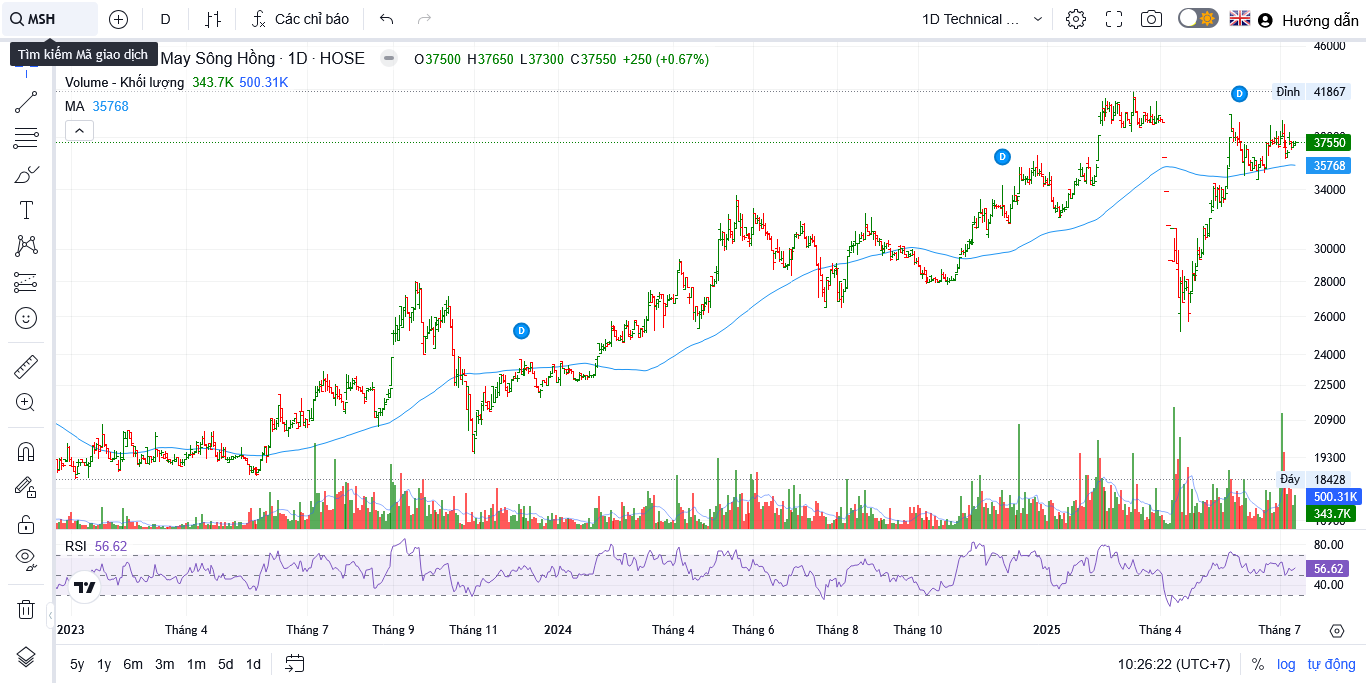 MSH D Các chỉ báo 1D Technical ... Hướng dẫn
Tìm kiếm Mã giao dịch
May Sông Hồng · 1D · HOSE O37500 H37650 L37300 C37550 +250 (+0.67%)
Volume - Khối lượng 343.7K 500.31K
MA 35768
46000
D
Đỉnh 41867
37550
D
35768
34000
30000
28000
26000
D
24000
22500
20900
19300
Đáy 18428
500.31K
343.7K
RSI 56.62
80.00
56.62
40.00
2023 Tháng 4 Tháng 7 Tháng 9 Tháng 11 2024 Tháng 4 Tháng 6 Tháng 8 Tháng 10 2025 Tháng 4 Tháng 7
5y 1y 6m 3m 1m 5d 1d 10:26:22 (UTC+7) % log tự động